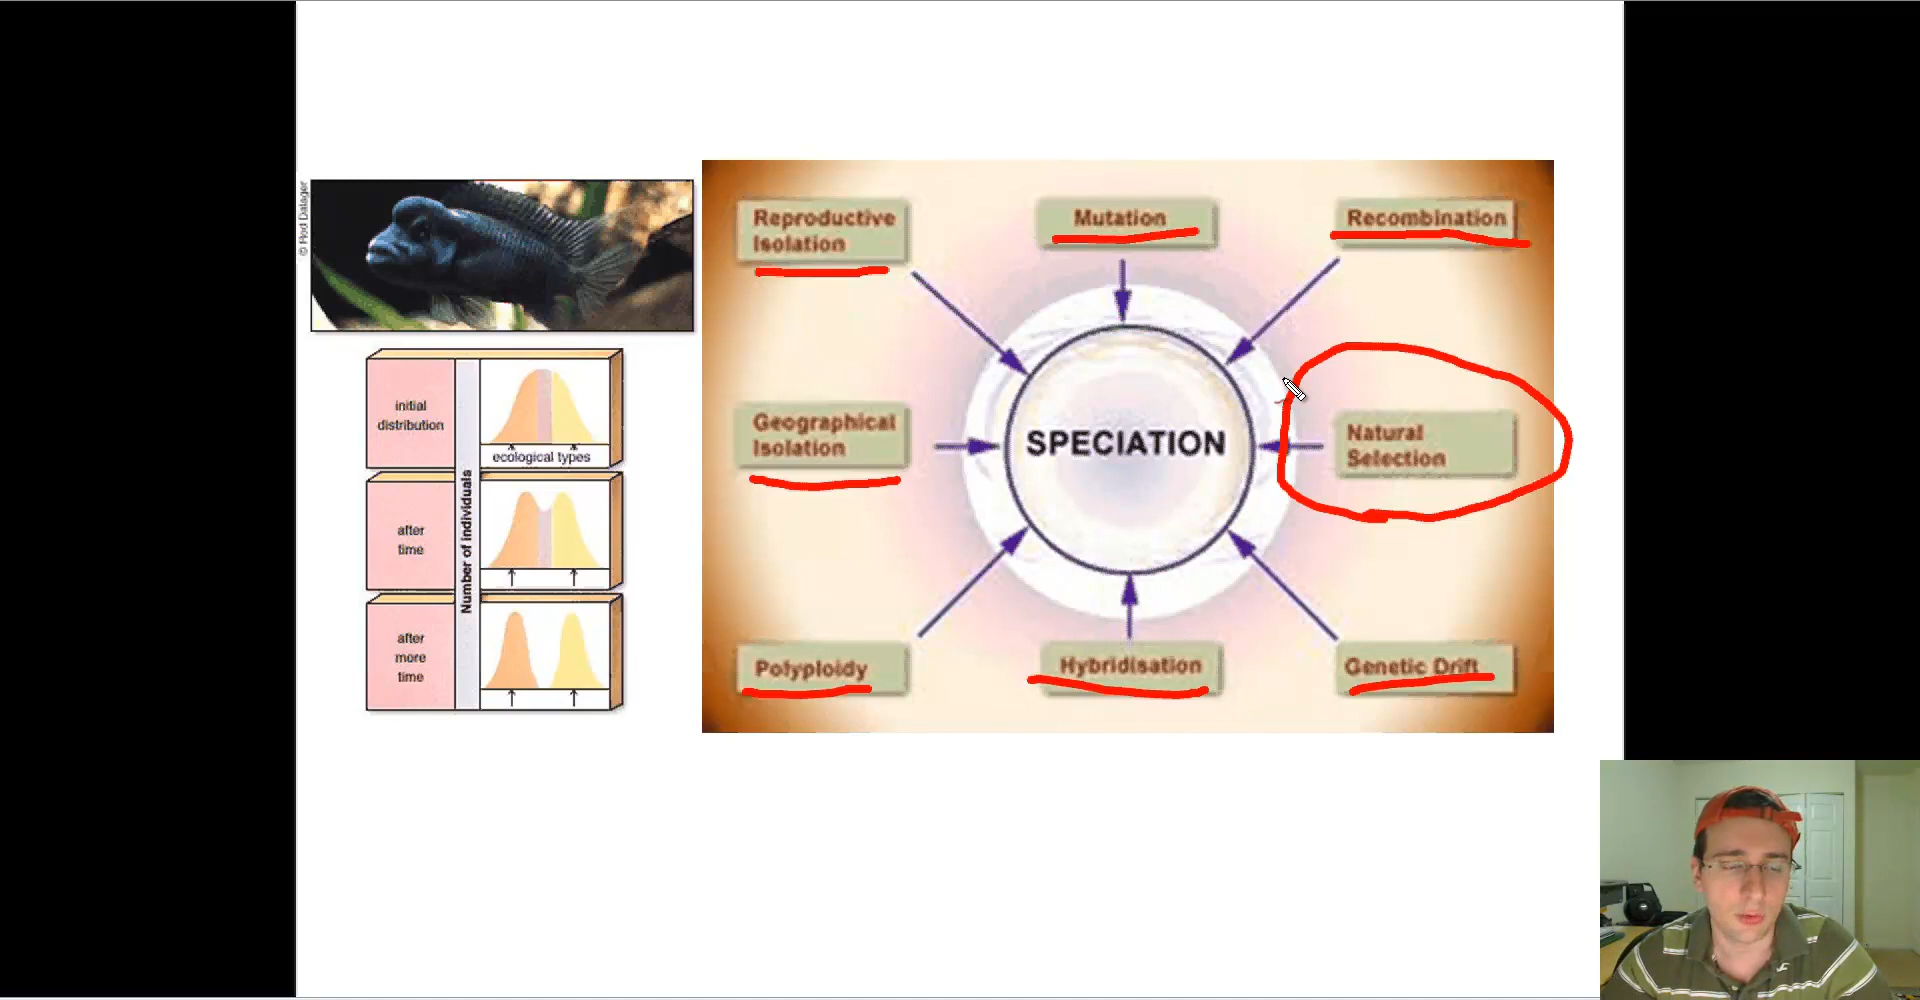 © Rod Dalager
initial
distribution
ecological types
after
time
after
more
time
Number of individuals
Reproductive
Isolation
Mutation
Recombination
Geographical
Isolation
SPECIATION
Natural
Selection
Polyploidy
Hybridisation
Genetic Drift